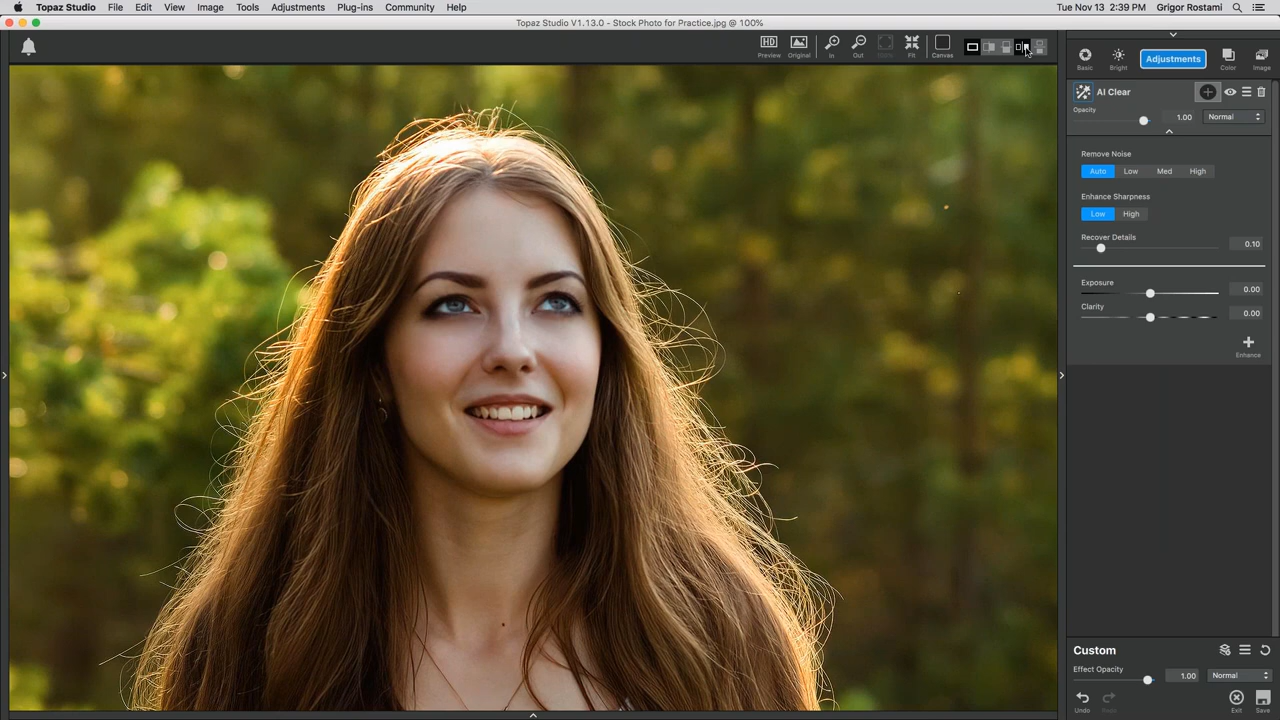 Topaz Studio File Edit View Image Tools Adjustments Plug-ins Community Help Tue Nov 13 2:39 PM Grigor Rostami
Topaz Studio V1.13.0 - Stock Photo for Practice.jpg @ 100%
HD
Preview Original In Out 100% Fit Canvas
Basic Bright Adjustments Color Image
AI Clear
Opacity 1.00 Normal
Remove Noise
Auto Low Med High
Enhance Sharpness
Low High
Recover Details 0.10
Exposure 0.00
Clarity 0.00
Enhance
Custom
Effect Opacity 1.00 Normal
Undo Redo Exit Save